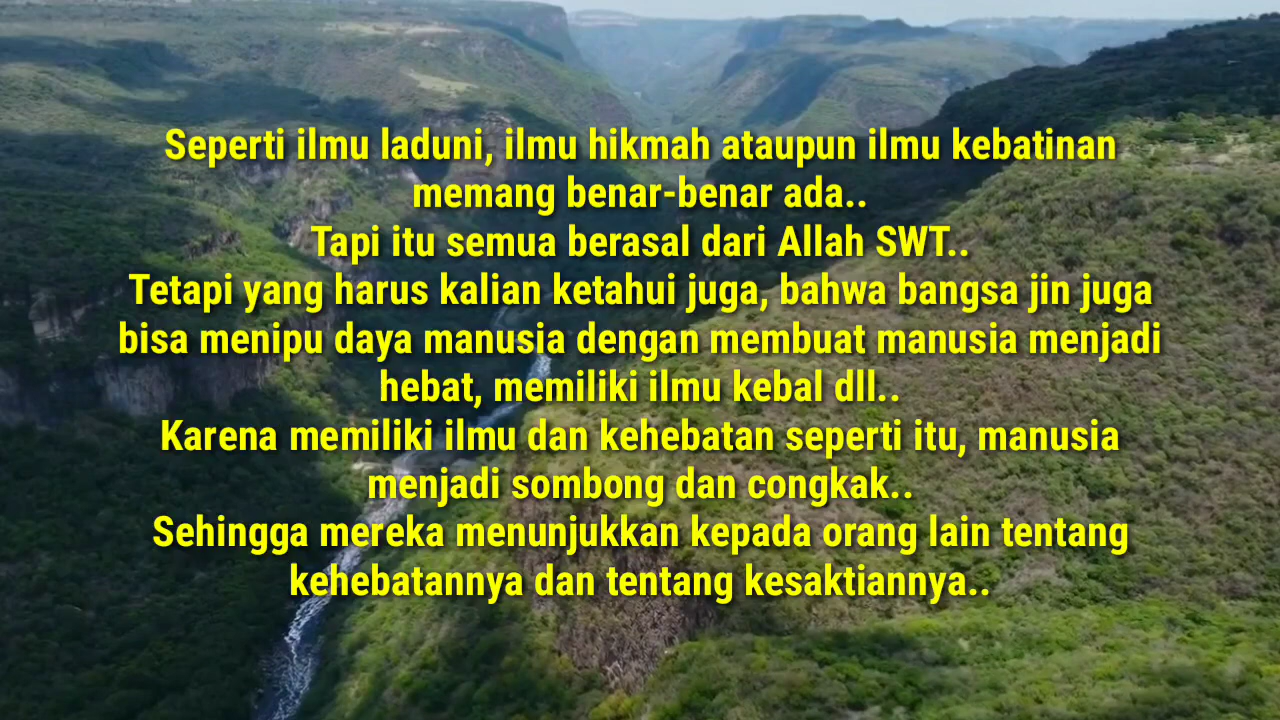 Seperti ilmu laduni, ilmu hikmah ataupun ilmu kebatinan
memang benar-benar ada..
Tapi itu semua berasal dari Allah SWT..
Tetapi yang harus kalian ketahui juga, bahwa bangsa jin juga
bisa menipu daya manusia dengan membuat manusia menjadi
hebat, memiliki ilmu kebal dll..
Karena memiliki ilmu dan kehebatan seperti itu, manusia
menjadi sombong dan congkak..
Sehingga mereka menunjukkan kepada orang lain tentang
kehebatannya dan tentang kesaktiannya..